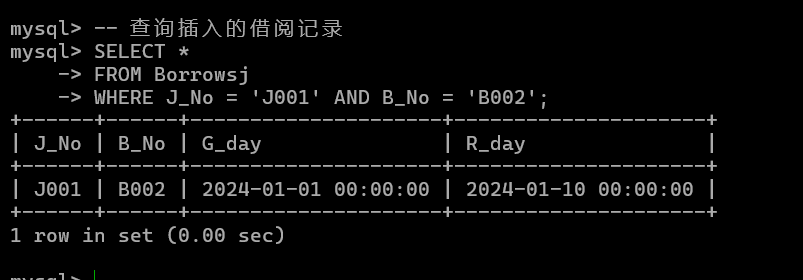 mysql> -- 查询插入的借阅记录
mysql> SELECT *
    -> FROM Borrowsj
    -> WHERE J_No = 'J001' AND B_No = 'B002';
+------+------+---------------------+---------------------+
| J_No | B_No | G_day               | R_day               |
+------+------+---------------------+---------------------+
| J001 | B002 | 2024-01-01 00:00:00 | 2024-01-10 00:00:00 |
+------+------+---------------------+---------------------+
1 row in set (0.00 sec)
mysql>